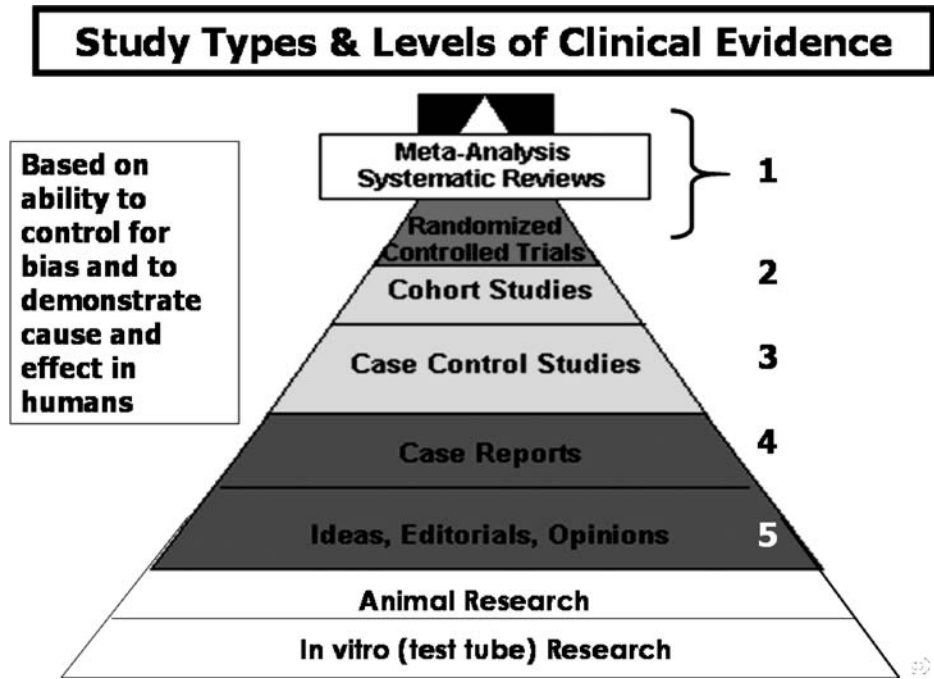 Study Types & Levels of Clinical Evidence
Based on
ability to
control for
bias and to
demonstrate
cause and
effect in
humans
Meta-Analysis
Systematic Reviews
1
Randomized
Controlled Trials
2
Cohort Studies
3
Case Control Studies
4
Case Reports
5
Ideas, Editorials, Opinions
Animal Research
In vitro (test tube) Research